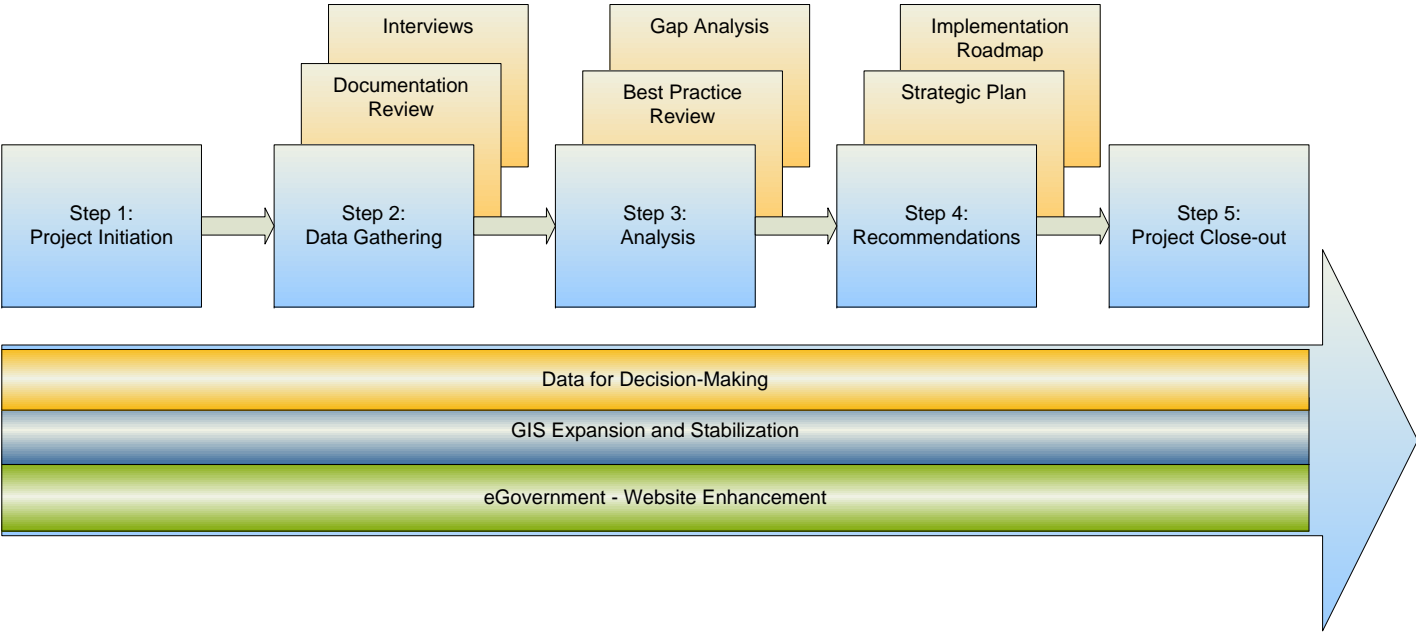 Interviews
Documentation
Review
Gap Analysis
Best Practice
Review
Implementation
Roadmap
Strategic Plan
Step 1:
Project Initiation
Step 2:
Data Gathering
Step 3:
Analysis
Step 4:
Recommendations
Step 5:
Project Close-out
Data for Decision-Making
GIS Expansion and Stabilization
eGovernment - Website Enhancement